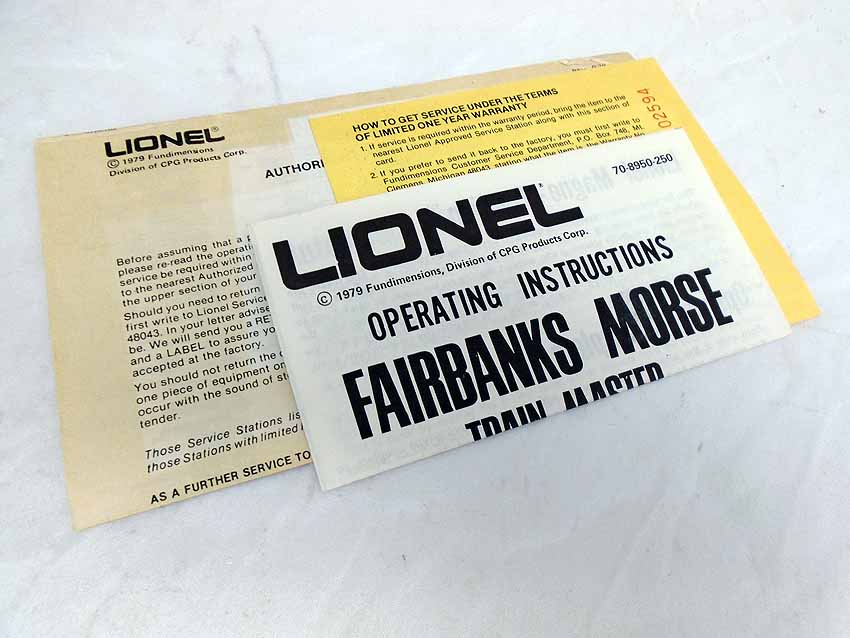 LIONEL
© 1979 Fundimensions
Division of CPG Products Corp.
Before assuming that a
please re-read the
service be required within
to the nearest Authorized
the upper section of your
Should you need to return
first write to Lionel Service
48043. In your letter advise
be. We will send you a
and a LABEL to assure
accepted at the factory.
You should not return the
one piece of equipment
occur with the sound of
tender.
Those Service Stations
those Stations with limited
AS A FURTHER SERVICE TO
HOW TO GET SERVICE UNDER THE TERMS
OF LIMITED ONE YEAR WARRANTY
1. If service is required within the warranty period, bring the item to the
nearest Lionel Approved Service Station along with this section of
card.
2. If you prefer to send it back to the factory, you must first write to
Fundimensions Customer Service Department, P.O. Box 748, Mt.
Clemens, Michigan 48043, stating what the item is, the Warranty No.
02594
70-8950-250
LIONEL
© 1979 Fundimensions, Division of CPG Products Corp.
OPERATING INSTRUCTIONS
FAIRBANKS MORSE
TRAIN MASTER